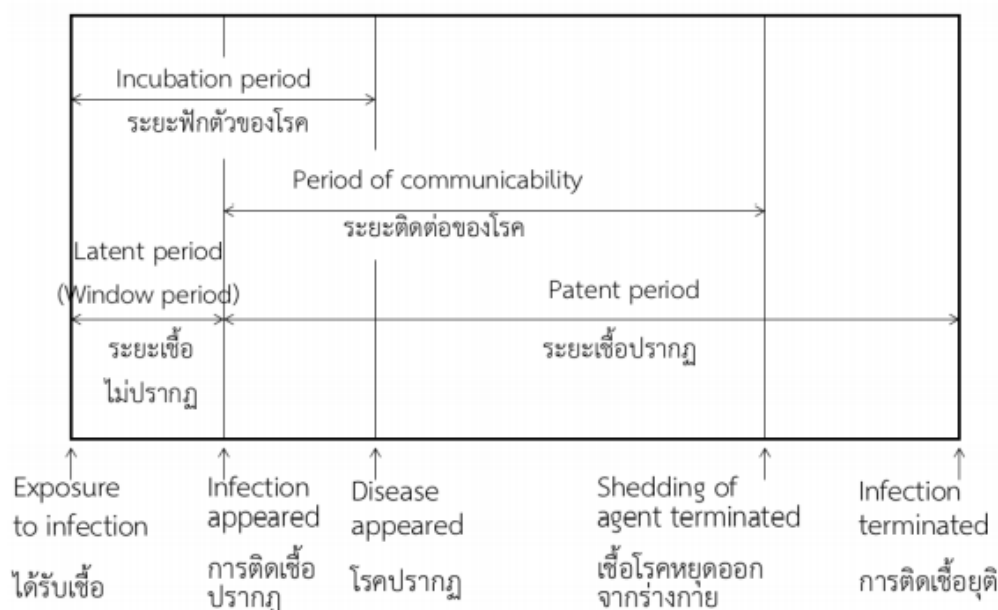 Incubation period
ระยะฟักตัวของโรค
Period of communicability
ระยะติดต่อของโรค
Latent period
(Window period)
ระยะเชื้อ
ไม่ปรากฏ
Patent period
ระยะเชื้อปรากฏ
Exposure
to infection
ได้รับเชื้อ
Infection
appeared
การติดเชื้อ
ปรากฏ
Disease
appeared
โรคปรากฏ
Shedding of
agent terminated
เชื้อโรคหยุดออก
จากร่างกาย
Infection
terminated
การติดเชื้อยุติ